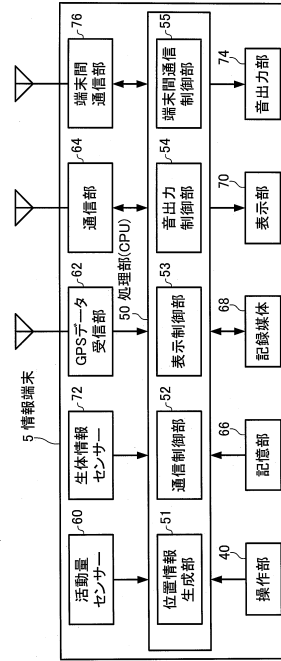 5 情報端末
60
活動量
センサー
72
生体情報
センサー
62
GPSデータ
受信部
64
通信部
76
端末間
通信部
50 処理部(CPU)
51
位置情報
生成部
52
通信制御部
53
表示制御部
54
音出力
制御部
55
端末間通信
制御部
40
操作部
66
記憶部
68
記録媒体
70
表示部
74
音出力部